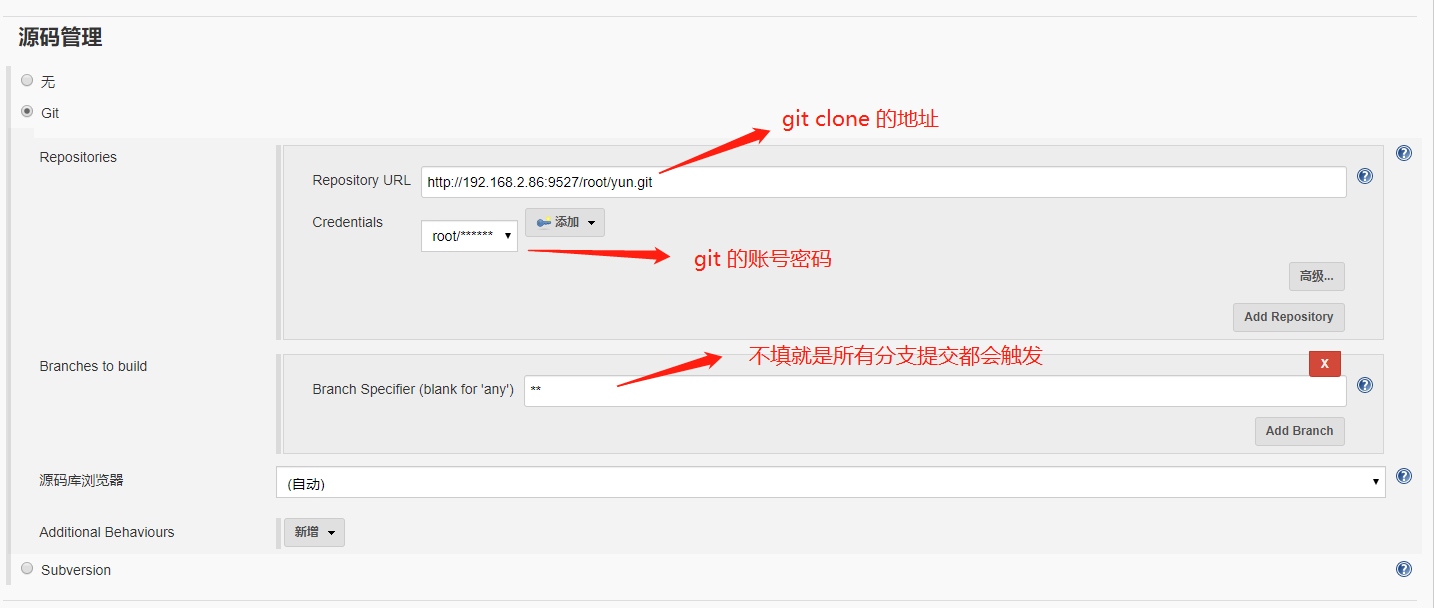 源码管理
无
Git
git clone 的地址
Repositories
Repository URL
http://192.168.2.86:9527/root/yun.git
Credentials
root/******
添加
git 的账号密码
高级...
Add Repository
Branches to build
不填就是所有分支提交都会触发
X
Branch Specifier (blank for 'any')
**
Add Branch
源码库浏览器
(自动)
Additional Behaviours
新增
Subversion